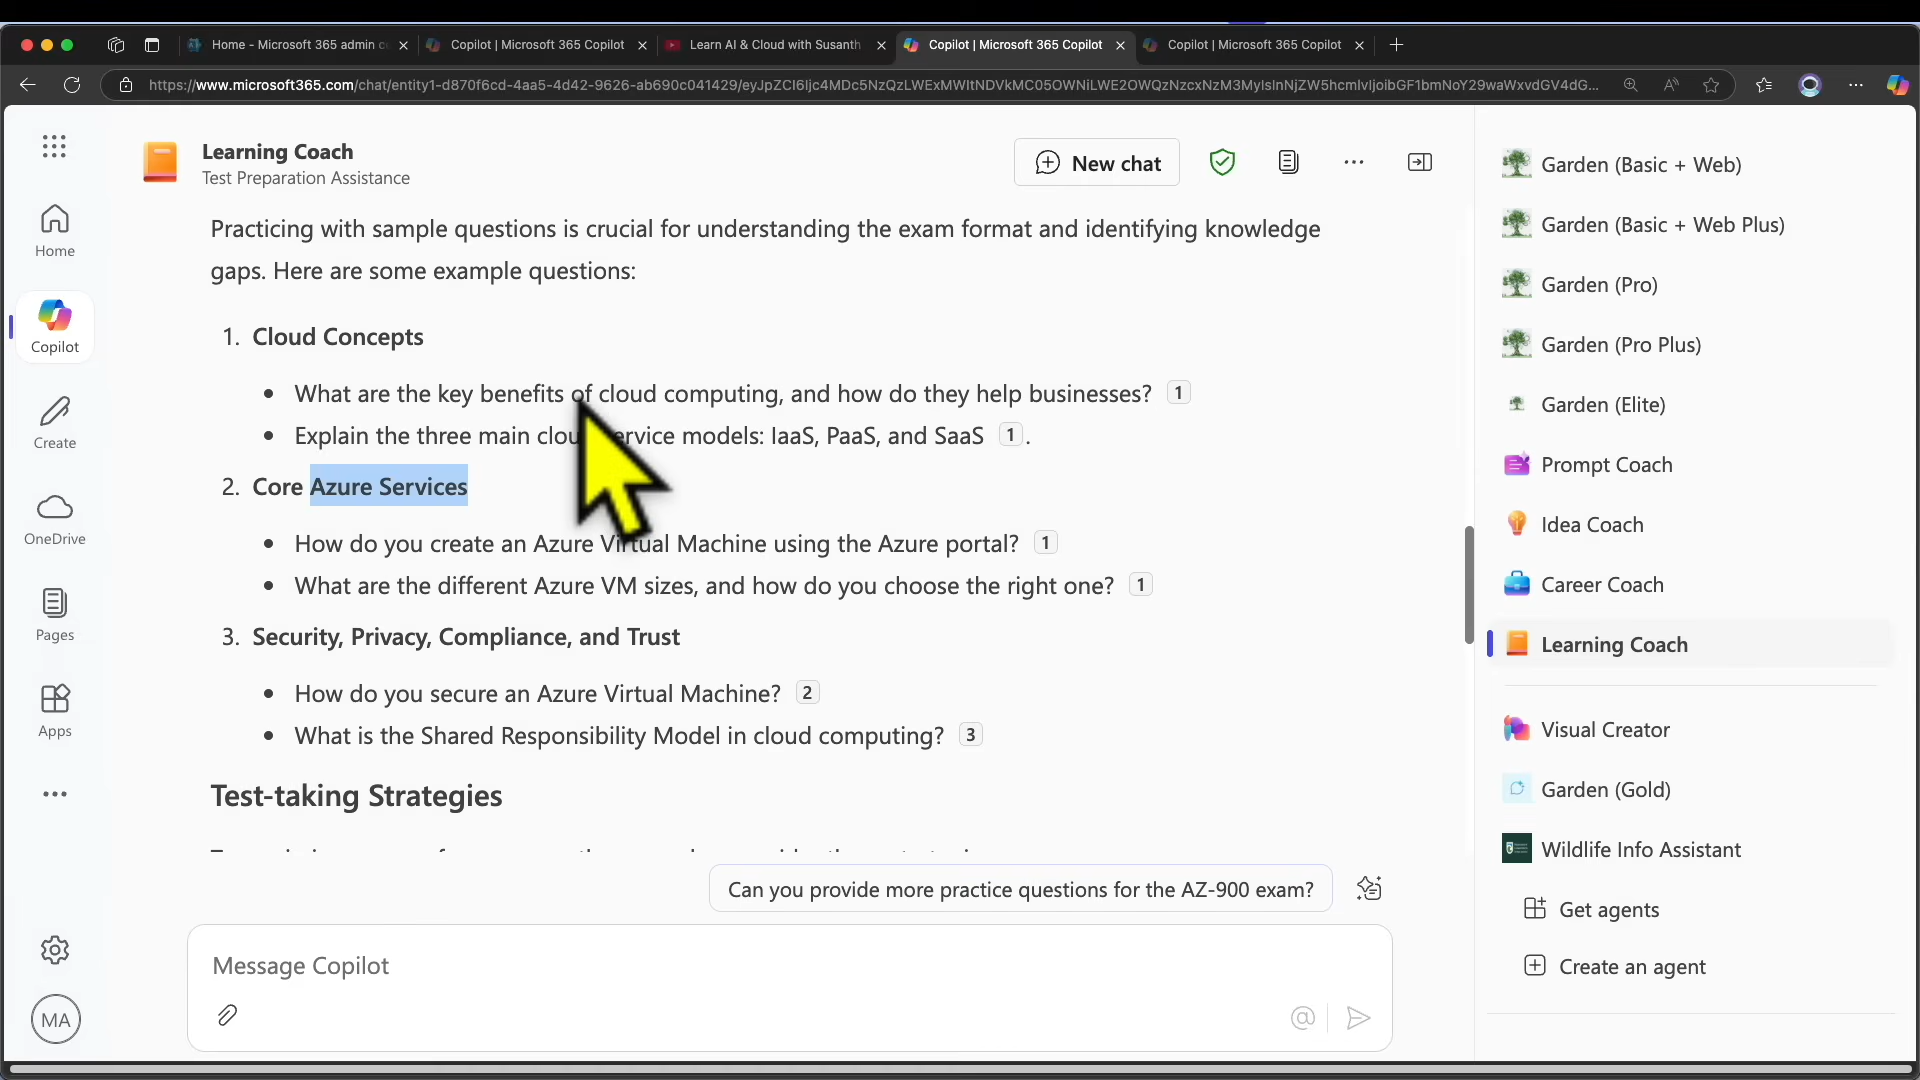 Home - Microsoft 365 admin c
Copilot | Microsoft 365 Copilot
Learn AI & Cloud with Susanth
Copilot | Microsoft 365 Copilot
Copilot | Microsoft 365 Copilot
Learning Coach
Test Preparation Assistance
New chat
Home
Copilot
Create
OneDrive
Pages
Apps
MA
Practicing with sample questions is crucial for understanding the exam format and identifying knowledge
gaps. Here are some example questions:
1. Cloud Concepts
• What are the key benefits of cloud computing, and how do they help businesses? 1
• Explain the three main clou ervice models: IaaS, PaaS, and SaaS 1.
2. Core Azure Services
• How do you create an Azure Virtual Machine using the Azure portal? 1
• What are the different Azure VM sizes, and how do you choose the right one? 1
3. Security, Privacy, Compliance, and Trust
• How do you secure an Azure Virtual Machine? 2
• What is the Shared Responsibility Model in cloud computing? 3
Test-taking Strategies
Can you provide more practice questions for the AZ-900 exam?
Message Copilot
Garden (Basic + Web)
Garden (Basic + Web Plus)
Garden (Pro)
Garden (Pro Plus)
Garden (Elite)
Prompt Coach
Idea Coach
Career Coach
Learning Coach
Visual Creator
Garden (Gold)
Wildlife Info Assistant
Get agents
Create an agent